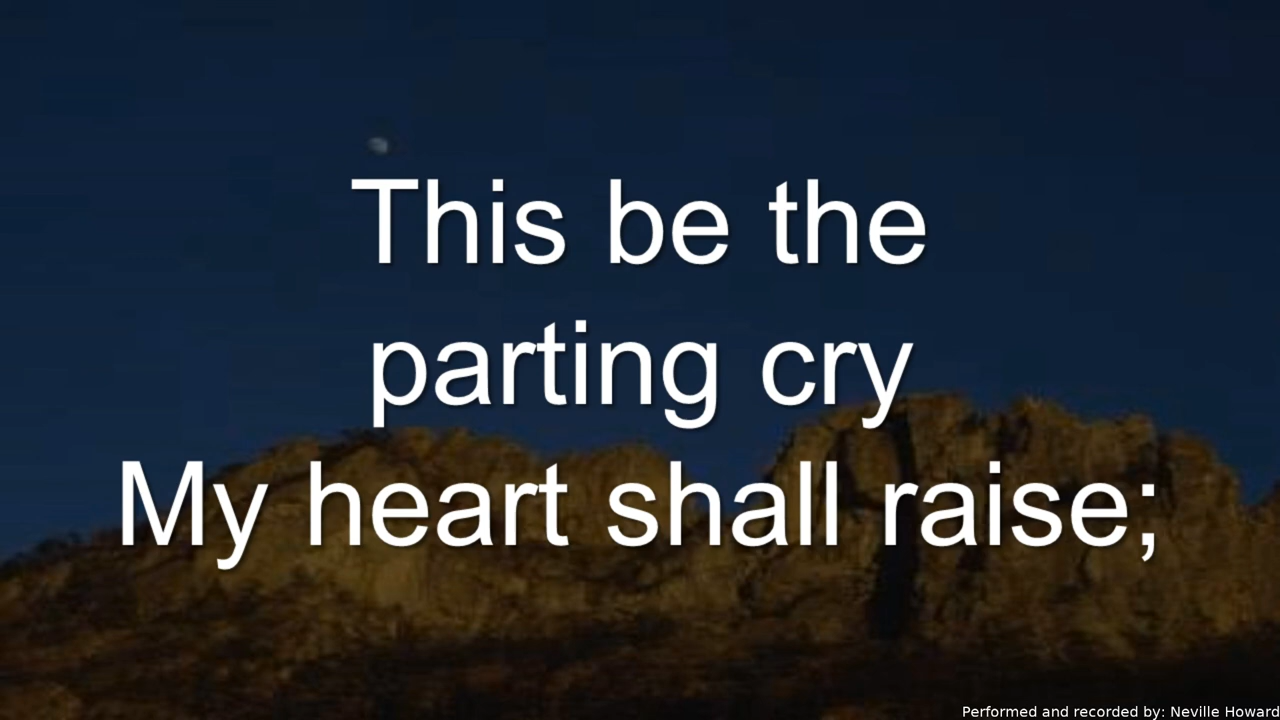 This be the
parting cry
My heart shall raise;
Performed and recorded by: Neville Howard